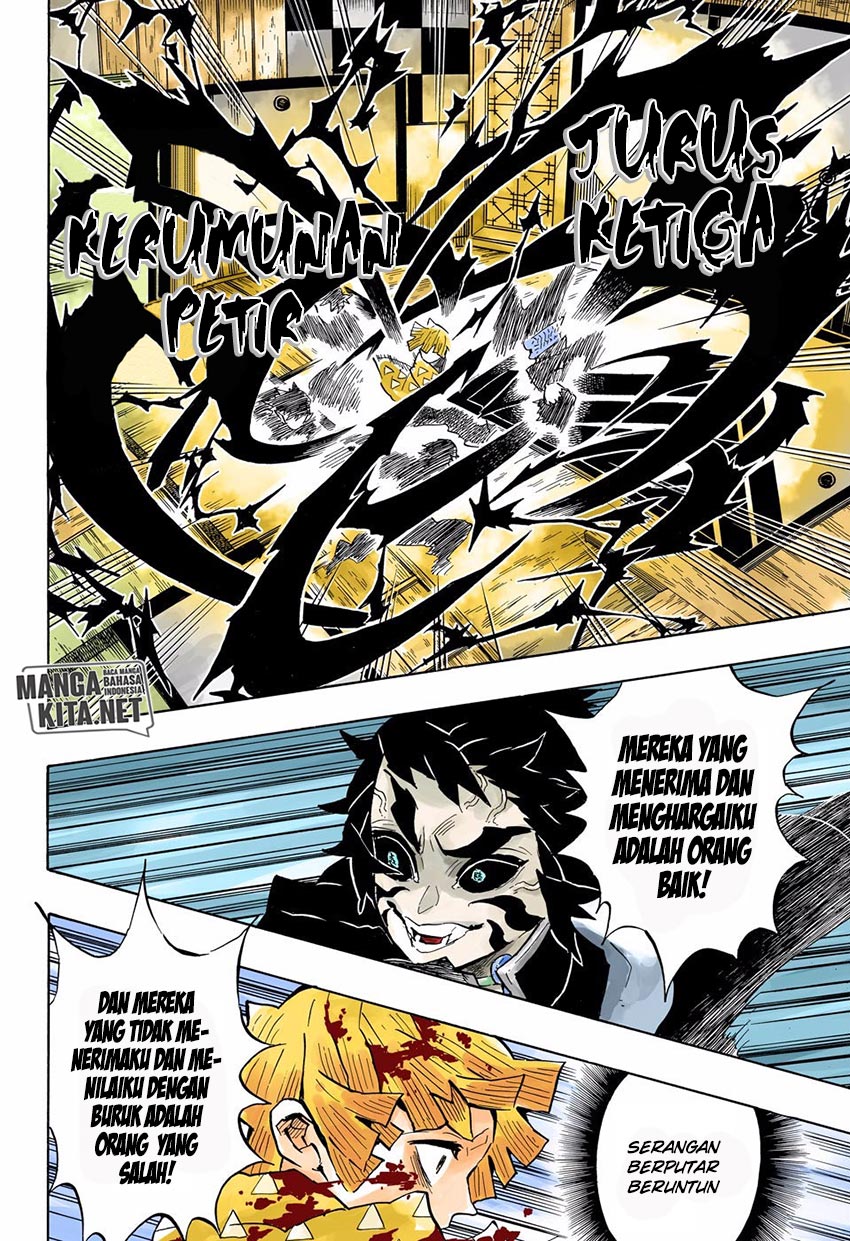 JURUS
KETIGA
KERUMUNAN
PETIR
MANGA
KITA.NET
BACA MANGA
BAHASA
INDONESIA
MEREKA YANG
MENERIMA DAN
MENGHARGAIKU
ADALAH ORANG
BAIK!
DAN MEREKA
YANG TIDAK ME-
NERIMAKU DAN ME-
NILAIKU DENGAN
BURUK ADALAH
ORANG YANG
SALAH!
SERANGAN
BERPUTAR
BERUNTUN